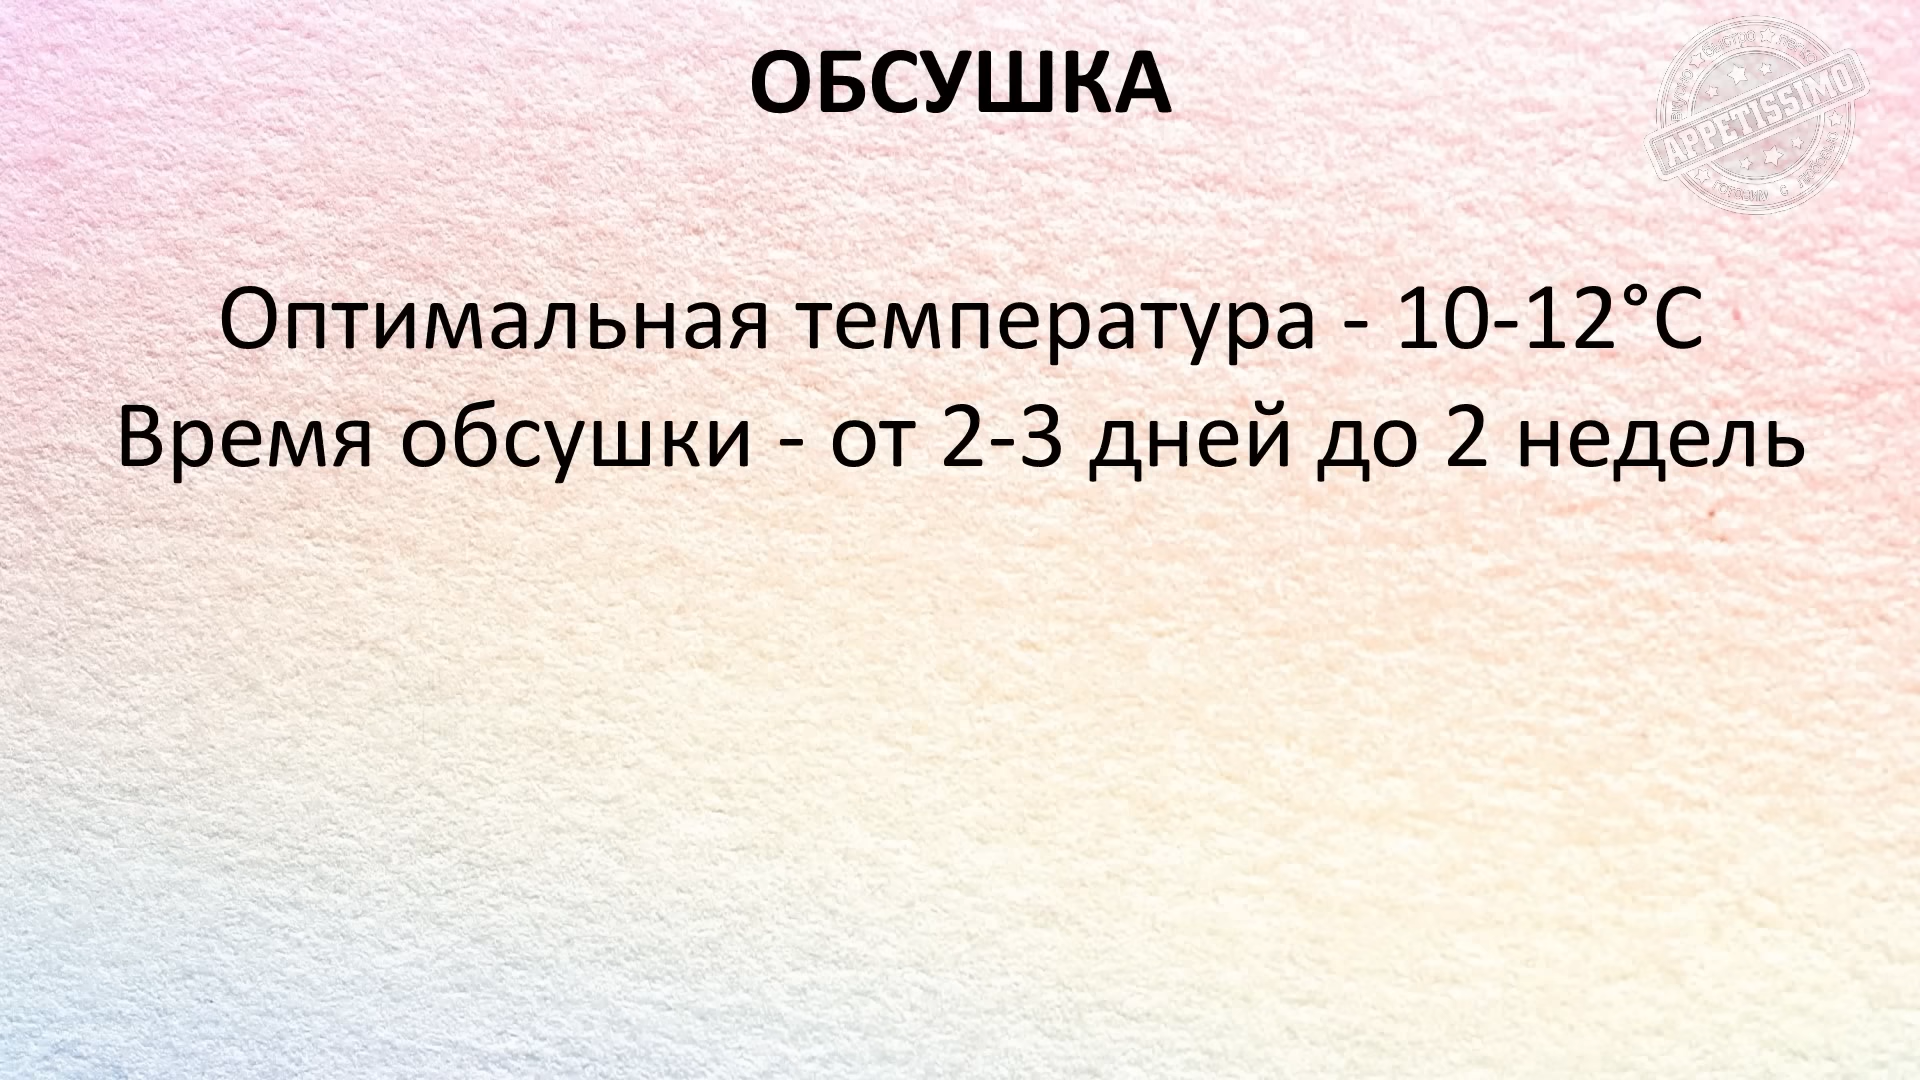 ОБСУШКА
APPETISSIMO
Оптимальная температура - 10-12°С
Время обсушки - от 2-3 дней до 2 недель